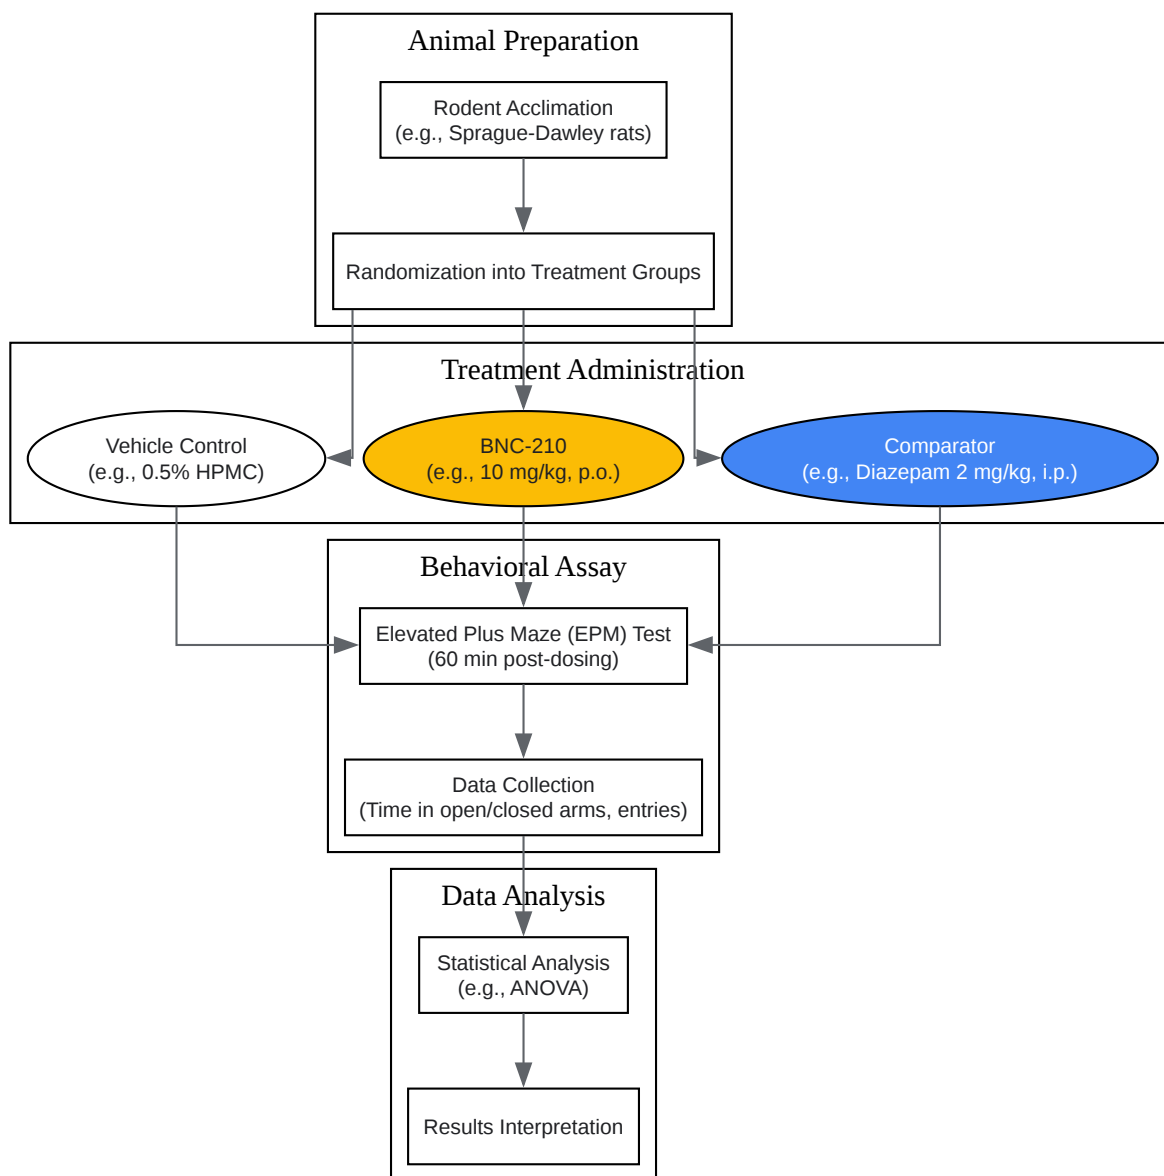 Animal Preparation
Rodent Acclimation
(e.g., Sprague-Dawley rats)
Randomization into Treatment Groups
Treatment Administration
Vehicle Control
(e.g., 0.5% HPMC)
BNC-210
(e.g., 10 mg/kg, p.o.)
Comparator
(e.g., Diazepam 2 mg/kg, i.p.)
Behavioral Assay
Elevated Plus Maze (EPM) Test
(60 min post-dosing)
Data Collection
(Time in open/closed arms, entries)
Data Analysis
Statistical Analysis
(e.g., ANOVA)
Results Interpretation